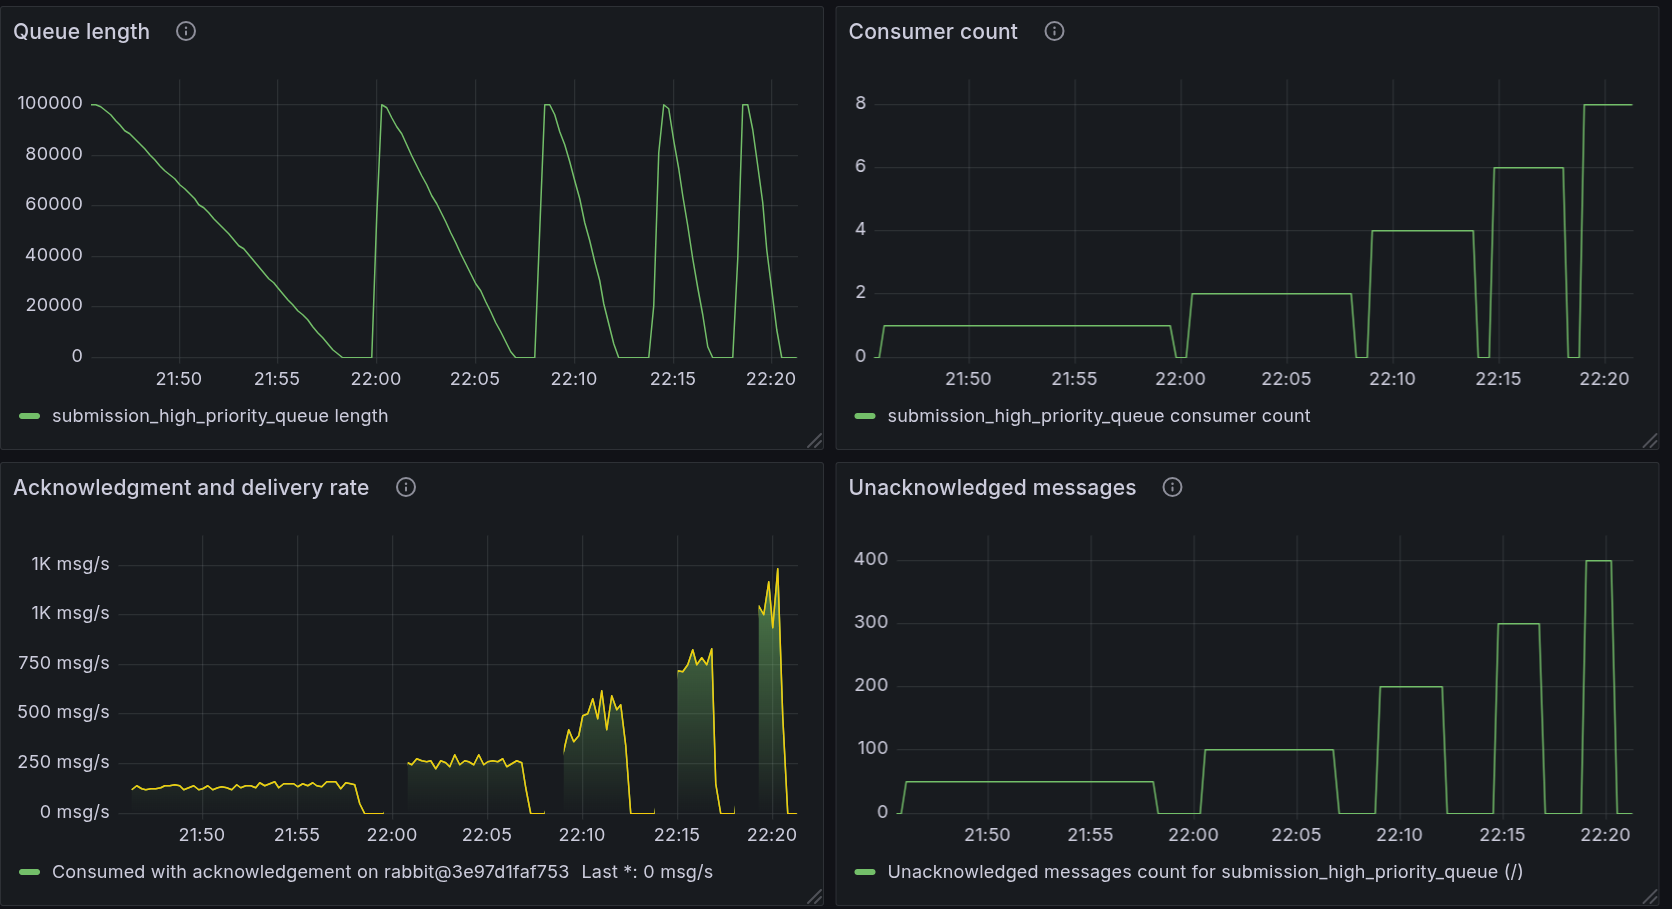 Queue length
100000
80000
60000
40000
20000
0
21:50 21:55 22:00 22:05 22:10 22:15 22:20
submission_high_priority_queue length
Consumer count
8
6
4
2
0
21:50 21:55 22:00 22:05 22:10 22:15 22:20
submission_high_priority_queue consumer count
Acknowledgment and delivery rate
1K msg/s
1K msg/s
750 msg/s
500 msg/s
250 msg/s
0 msg/s
21:50 21:55 22:00 22:05 22:10 22:15 22:20
Consumed with acknowledgement on rabbit@3e97d1faf753 Last *: 0 msg/s
Unacknowledged messages
400
300
200
100
0
21:50 21:55 22:00 22:05 22:10 22:15 22:20
Unacknowledged messages count for submission_high_priority_queue (/)